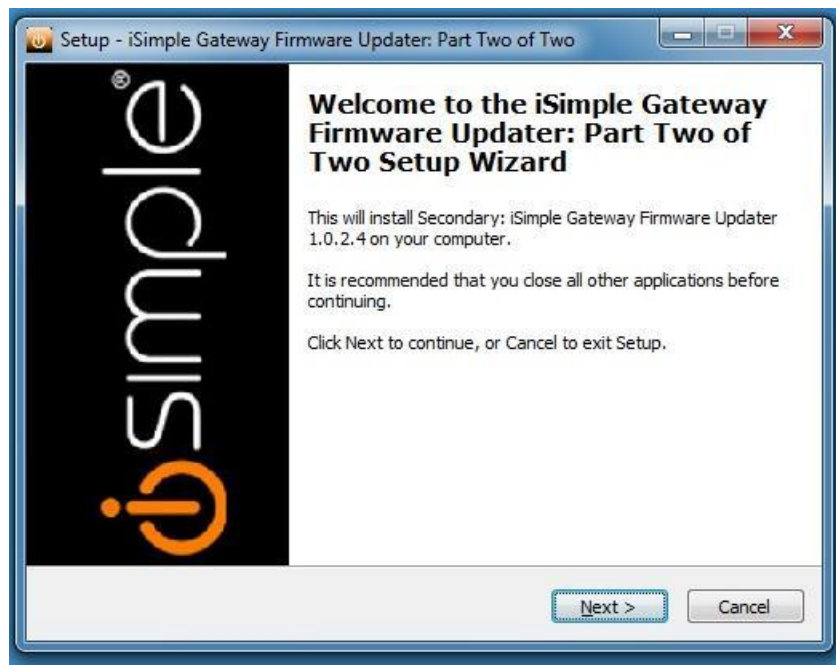 Setup - iSimple Gateway Firmware Updater: Part Two of Two
isimple®
Welcome to the iSimple Gateway
Firmware Updater: Part Two of
Two Setup Wizard
This will install Secondary: iSimple Gateway Firmware Updater
1.0.2.4 on your computer.
It is recommended that you close all other applications before
continuing.
Click Next to continue, or Cancel to exit Setup.
Next >
Cancel